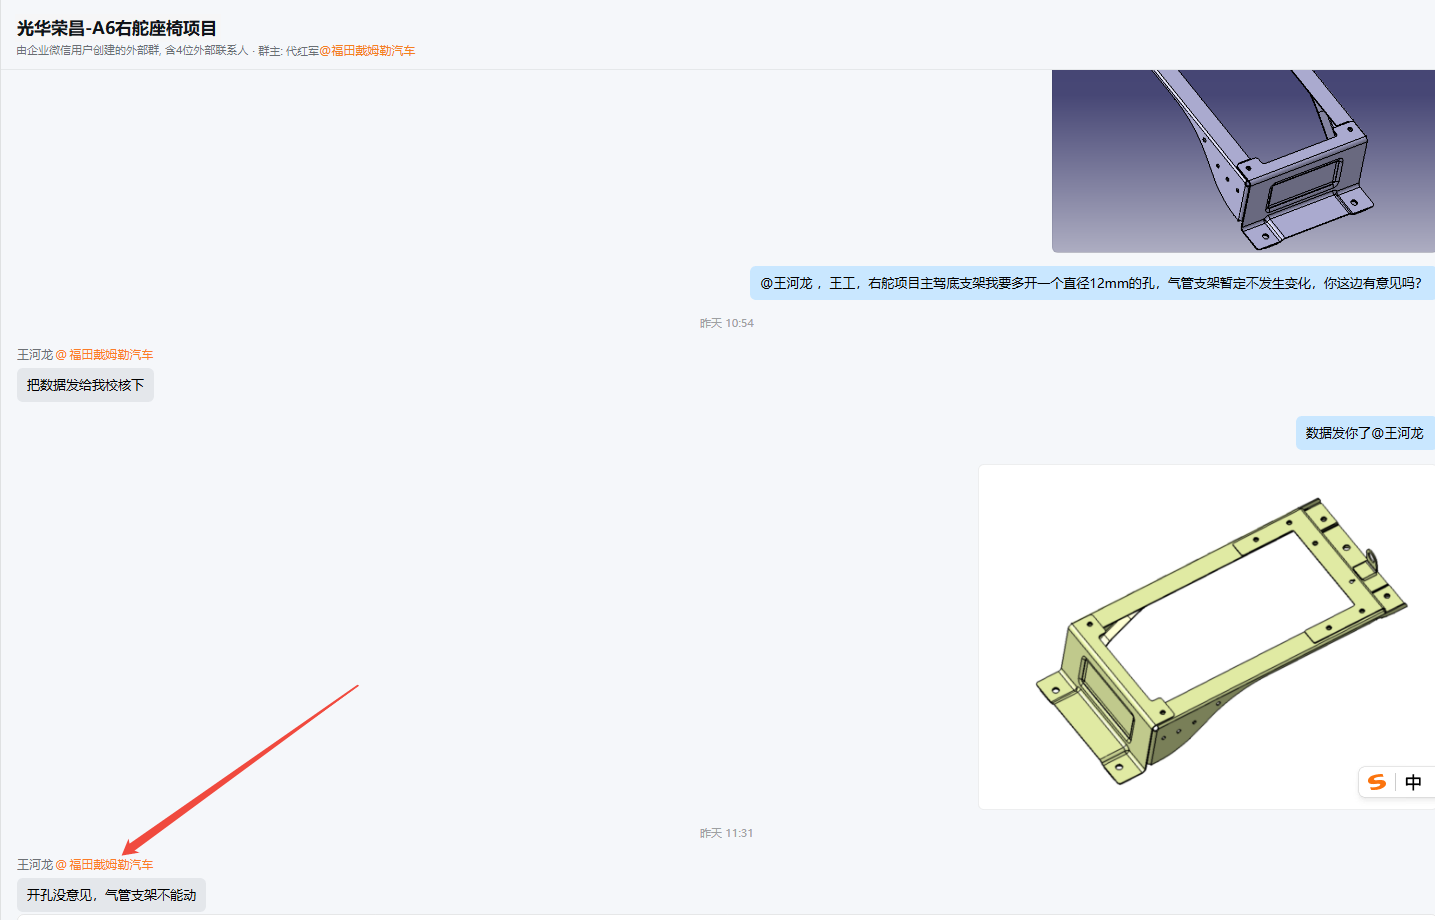 光华荣昌-A6右舵座椅项目
由企业微信用户创建的外部群, 含4位外部联系人 · 群主: 代红军@福田戴姆勒汽车
@王河龙 ，王工，右舵项目主驾底支架我要多开一个直径12mm的孔，气管支架暂定不发生变化，你这边有意见吗？
昨天 10:54
王河龙@福田戴姆勒汽车
把数据发给我校核下
数据发你了@王河龙
中
昨天 11:31
王河龙@福田戴姆勒汽车
开孔没意见，气管支架不能动